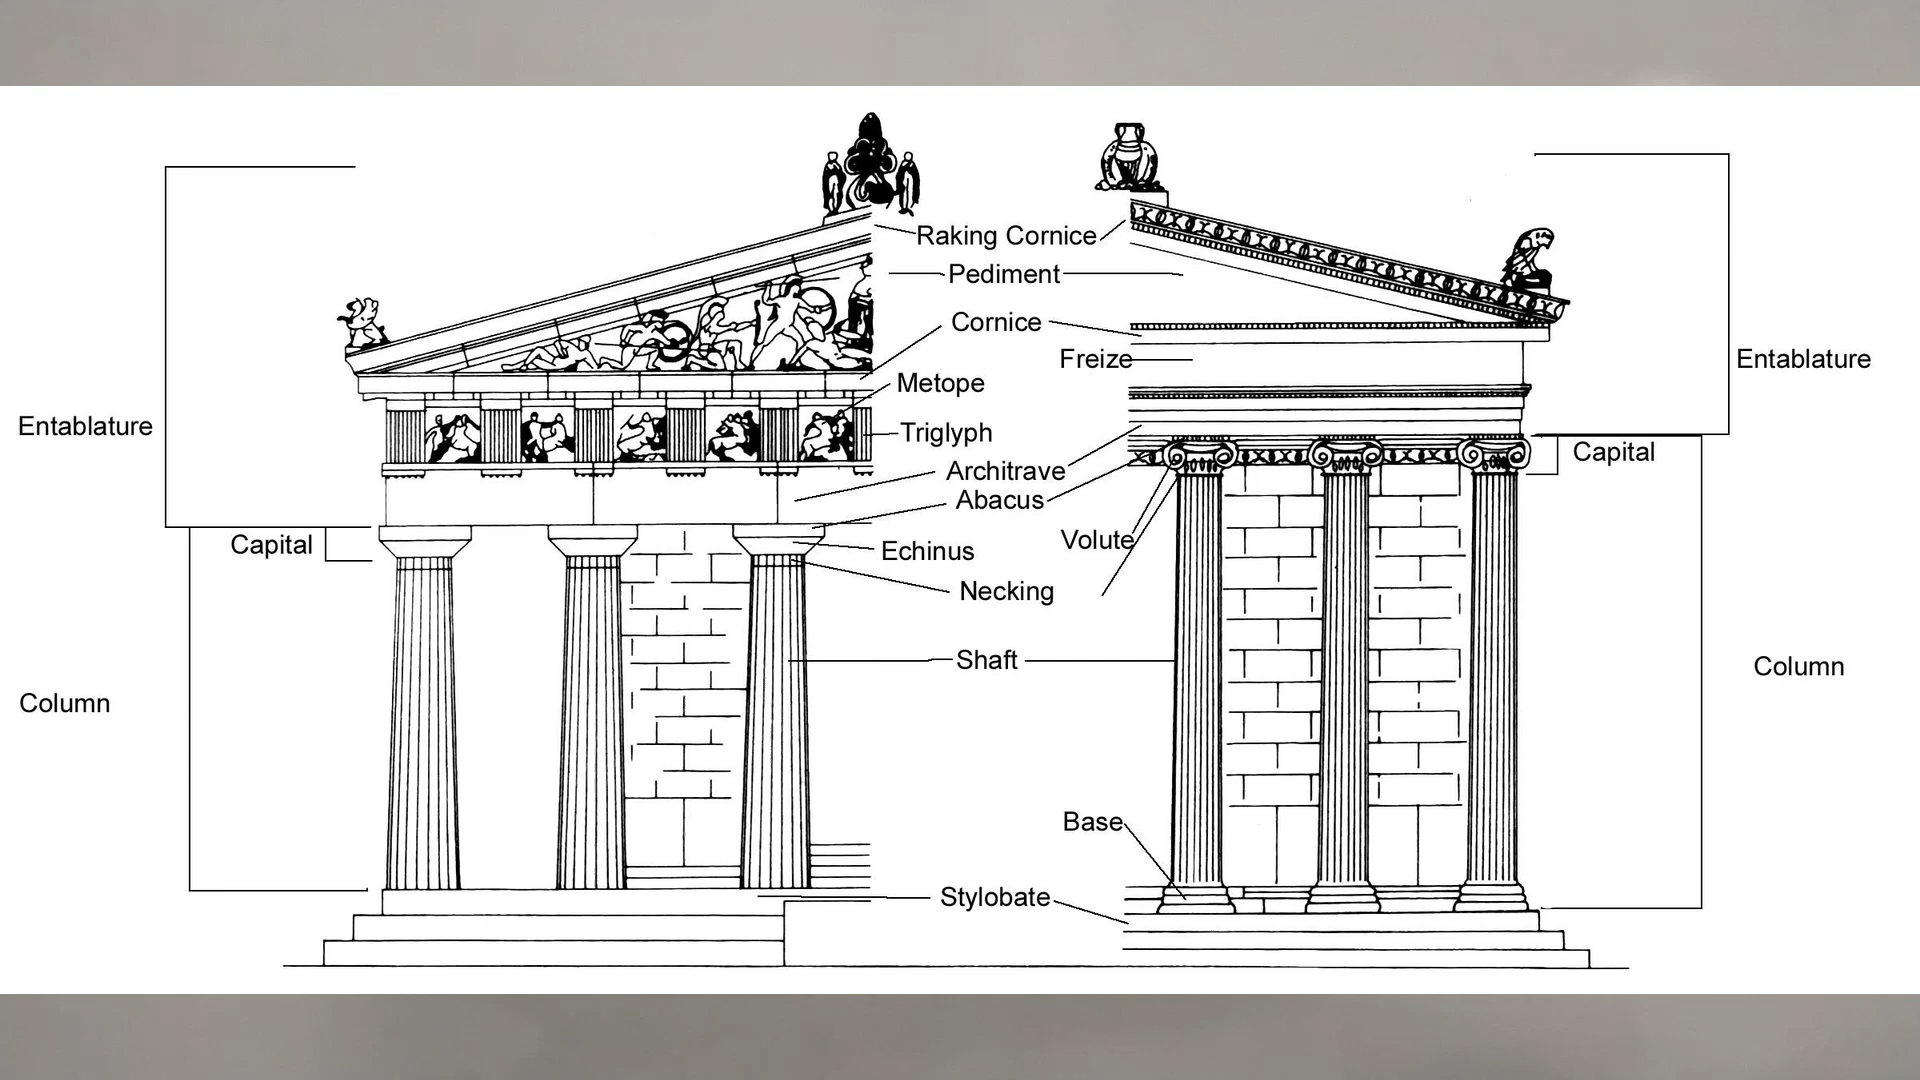 Raking Cornice
Pediment
Cornice
Freize
Entablature
Metope
Entablature
Triglyph
Capital
Architrave
Abacus
Volute
Capital
Echinus
Necking
Shaft
Column
Column
Base
Stylobate